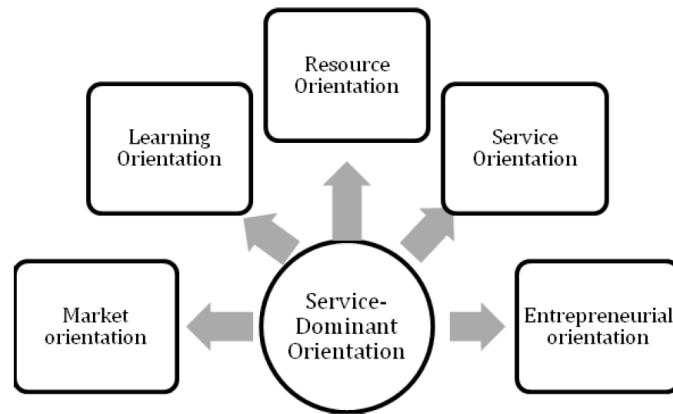 Resource
Orientation
Learning
Orientation
Service
Orientation
Market
orientation
Service-
Dominant
Orientation
Entrepreneurial
orientation